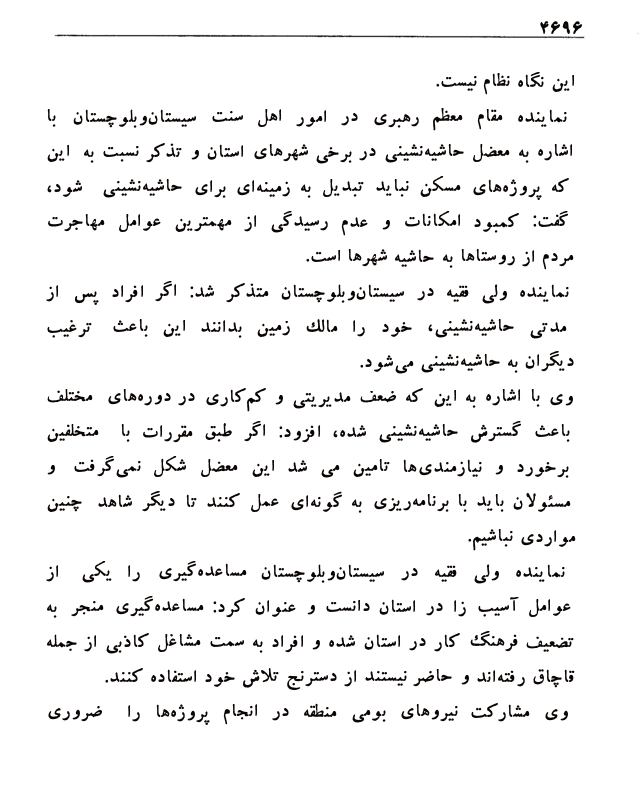 ۴۶۹۶
این نگاه نظام نیست.
نماینده مقام معظم رهبری در امور اهل سنت سیستان‌وبلوچستان با
اشاره به معضل حاشیه‌نشینی در برخی شهرهای استان و تذکر نسبت به این
که پروژه‌های مسکن نباید تبدیل به زمینه‌ای برای حاشیه‌نشینی شود،
گفت: کمبود امکانات و عدم رسیدگی از مهمترین عوامل مهاجرت
مردم از روستاها به حاشیه شهرها است.
نماینده ولی فقیه در سیستان‌وبلوچستان متذکر شد: اگر افراد پس از
مدتی حاشیه‌نشینی، خود را مالك زمین بدانند این باعث ترغیب
دیگران به حاشیه‌نشینی می‌شود.
وی با اشاره به این که ضعف مدیریتی و کم‌کاری در دوره‌های مختلف
باعث گسترش حاشیه‌نشینی شده، افزود: اگر طبق مقررات با متخلفین
برخورد و نیازمندی‌ها تامین می شد این معضل شکل نمی‌گرفت و
مسئولان باید با برنامه‌ریزی به گونه‌ای عمل کنند تا دیگر شاهد چنین
مواردی نباشیم.
نماینده ولی فقیه در سیستان‌وبلوچستان مساعده‌گیری را یکی از
عوامل آسیب زا در استان دانست و عنوان کرد: مساعده‌گیری منجر به
تضعیف فرهنگ کار در استان شده و افراد به سمت مشاغل کاذبی از جمله
قاچاق رفته‌اند و حاضر نیستند از دسترنج تلاش خود استفاده کنند.
وی مشارکت نیروهای بومی منطقه در انجام پروژه‌ها را ضروری